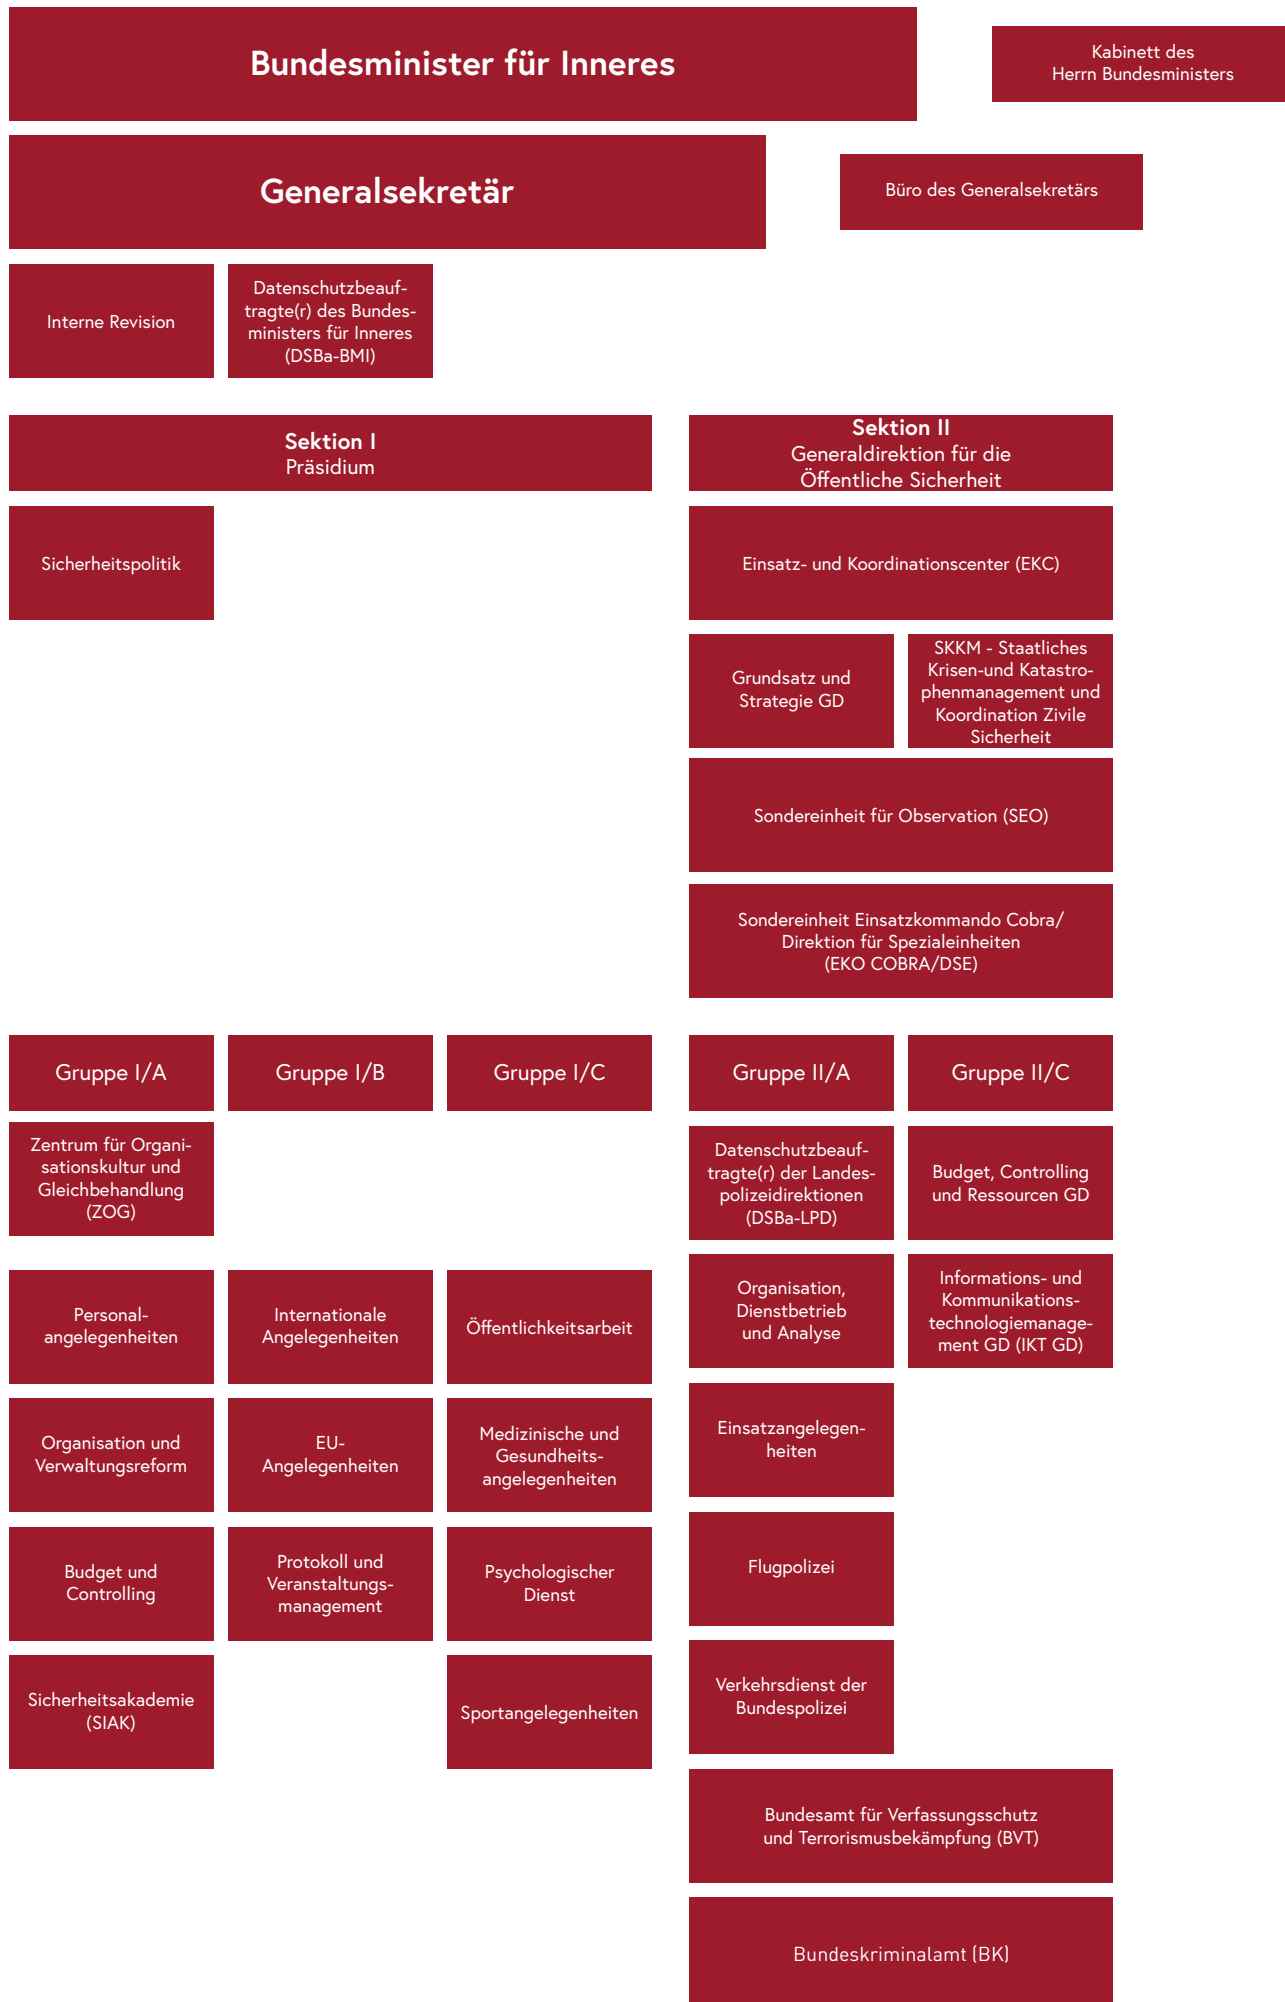 Bundesminister für Inneres
Kabinett des
Herrn Bundesministers
Generalsekretär
Büro des Generalsekretärs
Interne Revision
Datenschutzbeauf-
tragte(r) des Bundes-
ministers für Inneres
(DSBa-BMI)
Sektion I
Präsidium
Sektion II
Generaldirektion für die
Öffentliche Sicherheit
Sicherheitspolitik
Einsatz- und Koordinationscenter (EKC)
Grundsatz und
Strategie GD
SKKM - Staatliches
Krisen-und Katastro-
phenmanagement und
Koordination Zivile
Sicherheit
Sondereinheit für Observation (SEO)
Sondereinheit Einsatzkommando Cobra/
Direktion für Spezialeinheiten
(EKO COBRA/DSE)
Gruppe I/A
Gruppe I/B
Gruppe I/C
Gruppe II/A
Gruppe II/C
Zentrum für Organi-
sationskultur und
Gleichbehandlung
(ZOG)
Datenschutzbeauf-
tragte(r) der Landes-
polizeidirektionen
(DSBa-LPD)
Budget, Controlling
und Ressourcen GD
Personal-
angelegenheiten
Internationale
Angelegenheiten
Öffentlichkeitsarbeit
Organisation,
Dienstbetrieb
und Analyse
Informations- und
Kommunikations-
technologiemanage-
ment GD (IKT GD)
Organisation und
Verwaltungsreform
EU-
Angelegenheiten
Medizinische und
Gesundheits-
angelegenheiten
Einsatzangelegen-
heiten
Budget und
Controlling
Protokoll und
Veranstaltungs-
management
Psychologischer
Dienst
Flugpolizei
Sicherheitsakademie
(SIAK)
Sportangelegenheiten
Verkehrsdienst der
Bundespolizei
Bundesamt für Verfassungsschutz
und Terrorismusbekämpfung (BVT)
Bundeskriminalamt (BK)